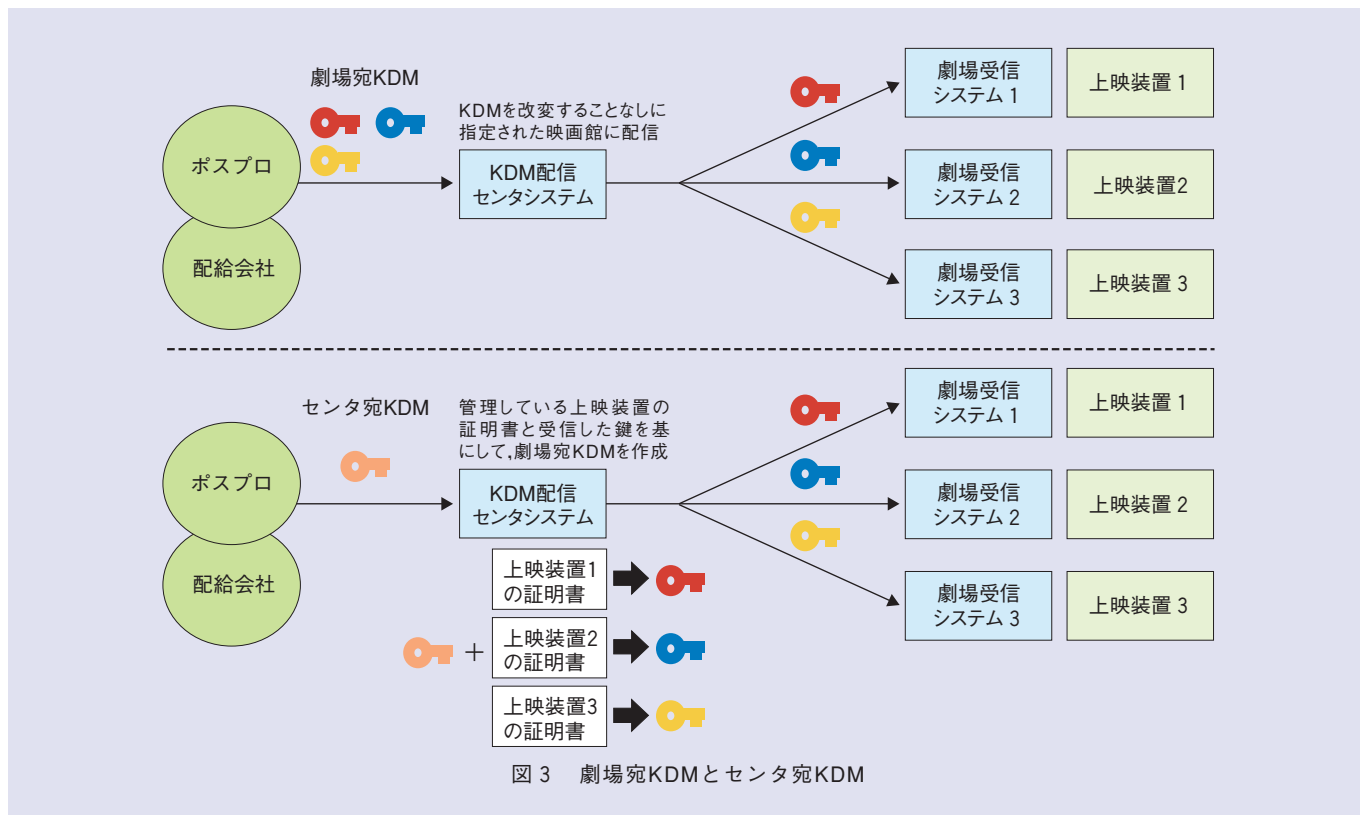 劇場宛KDM
KDMを改変することなしに
指定された映画館に配信
ポスプロ
配給会社
KDM配信
センタシステム
劇場受信
システム 1
上映装置 1
劇場受信
システム 2
上映装置2
劇場受信
システム 3
上映装置 3
センタ宛KDM
管理している上映装置の
証明書と受信した鍵を基
にして,劇場宛KDMを作成
ポスプロ
配給会社
KDM配信
センタシステム
劇場受信
システム 1
上映装置 1
劇場受信
システム 2
上映装置 2
劇場受信
システム 3
上映装置 3
上映装置1
の証明書
+
上映装置2
の証明書
上映装置3
の証明書
図 3 劇場宛KDMとセンタ宛KDM